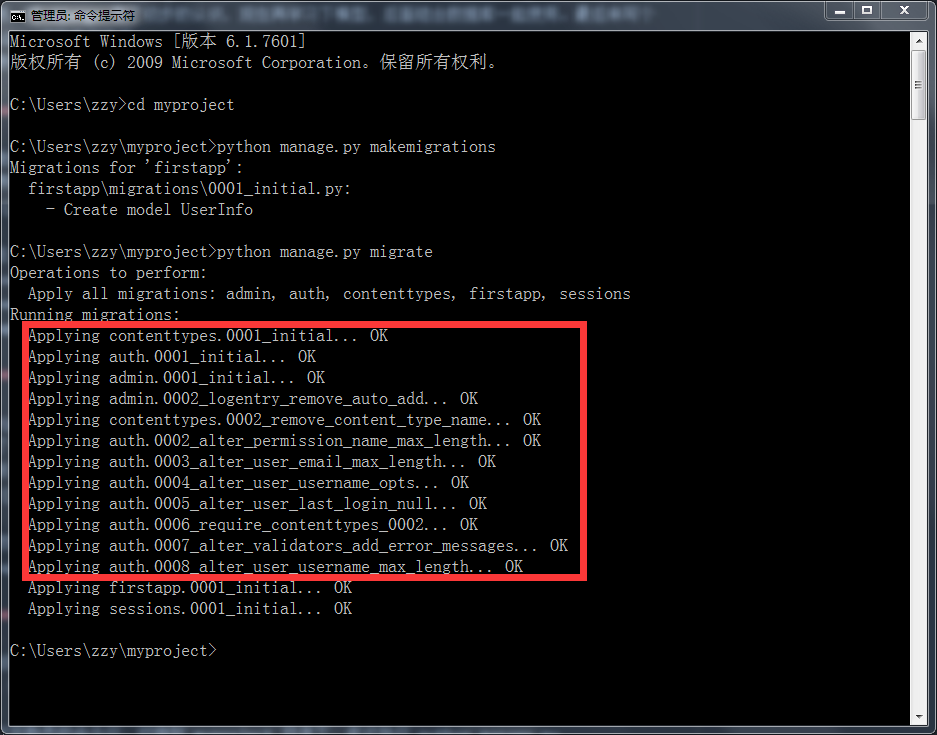 管理员: 命令提示符
Microsoft Windows [版本 6.1.7601]
版权所有 (c) 2009 Microsoft Corporation。保留所有权利。
C:\Users\zzy>cd myproject
C:\Users\zzy\myproject>python manage.py makemigrations
Migrations for 'firstapp':
  firstapp\migrations\0001_initial.py:
    - Create model UserInfo
C:\Users\zzy\myproject>python manage.py migrate
Operations to perform:
  Apply all migrations: admin, auth, contenttypes, firstapp, sessions
Running migrations:
  Applying contenttypes.0001_initial... OK
  Applying auth.0001_initial... OK
  Applying admin.0001_initial... OK
  Applying admin.0002_logentry_remove_auto_add... OK
  Applying contenttypes.0002_remove_content_type_name... OK
  Applying auth.0002_alter_permission_name_max_length... OK
  Applying auth.0003_alter_user_email_max_length... OK
  Applying auth.0004_alter_user_username_opts... OK
  Applying auth.0005_alter_user_last_login_null... OK
  Applying auth.0006_require_contenttypes_0002... OK
  Applying auth.0007_alter_validators_add_error_messages... OK
  Applying auth.0008_alter_user_username_max_length... OK
  Applying firstapp.0001_initial... OK
  Applying sessions.0001_initial... OK
C:\Users\zzy\myproject>